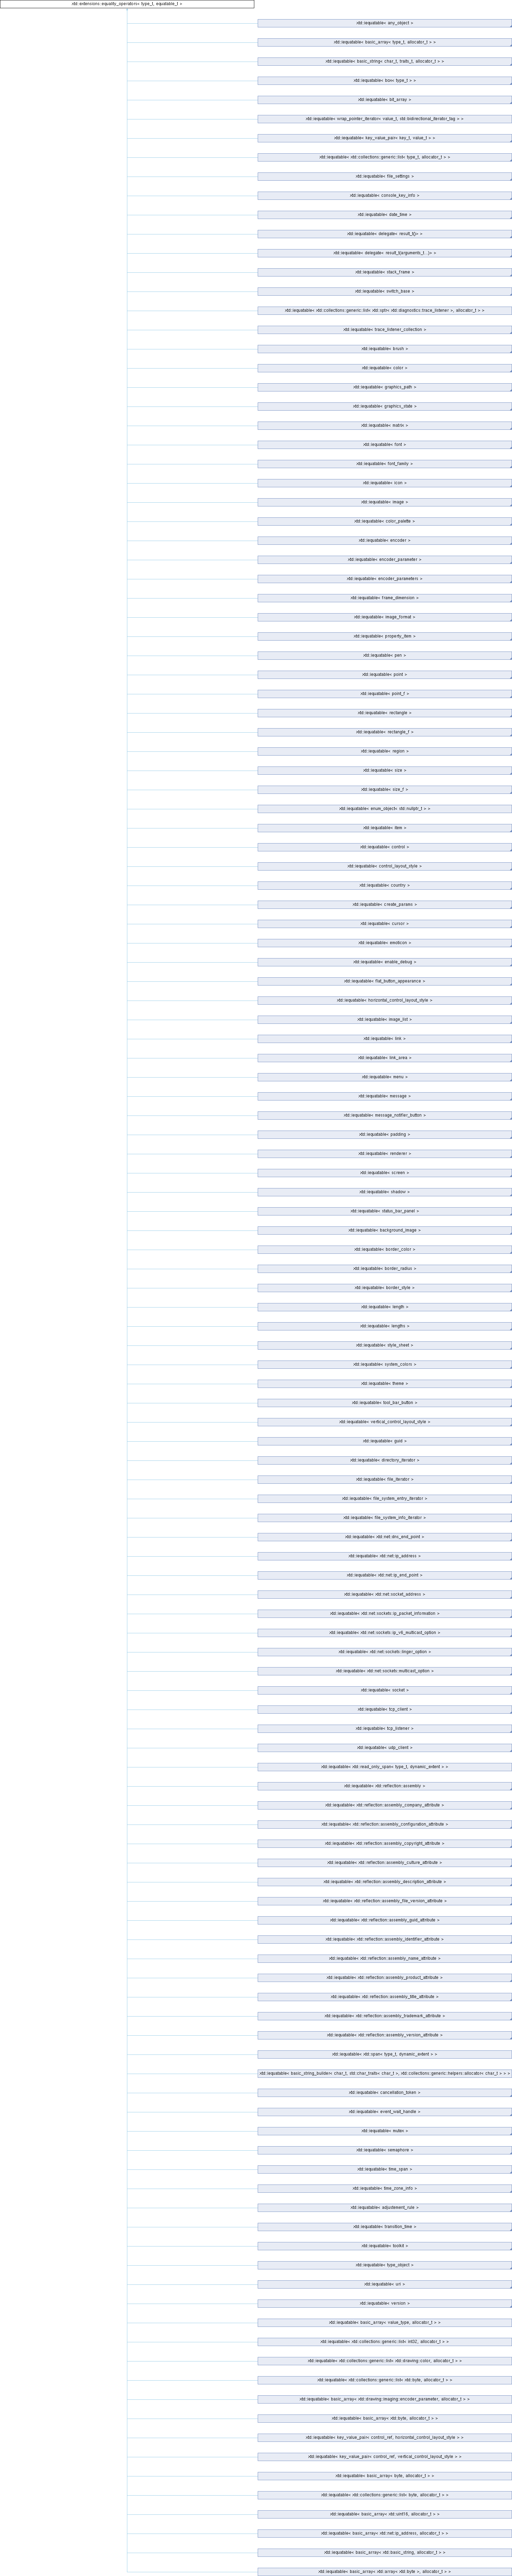 xtd::extensions::equality_operators< type_t, equatable_t >
xtd::iequatable< any_object >
xtd::iequatable< basic_array< type_t, allocator_t > >
xtd::iequatable< basic_string< char_t, traits_t, allocator_t > >
xtd::iequatable< box< type_t > >
xtd::iequatable< bit_array >
xtd::iequatable< wrap_pointer_iterator< value_t, std::bidirectional_iterator_tag > >
xtd::iequatable< key_value_pair< key_t, value_t > >
xtd::iequatable< xtd::collections::generic::list< type_t, allocator_t > >
xtd::iequatable< file_settings >
xtd::iequatable< console_key_info >
xtd::iequatable< date_time >
xtd::iequatable< delegate< result_t()> >
xtd::iequatable< delegate< result_t(arguments_t...)> >
xtd::iequatable< stack_frame >
xtd::iequatable< switch_base >
xtd::iequatable< xtd::collections::generic::list< xtd::sptr< xtd::diagnostics::trace_listener >, allocator_t > >
xtd::iequatable< trace_listener_collection >
xtd::iequatable< brush >
xtd::iequatable< color >
xtd::iequatable< graphics_path >
xtd::iequatable< graphics_state >
xtd::iequatable< matrix >
xtd::iequatable< font >
xtd::iequatable< font_family >
xtd::iequatable< icon >
xtd::iequatable< image >
xtd::iequatable< color_palette >
xtd::iequatable< encoder >
xtd::iequatable< encoder_parameter >
xtd::iequatable< encoder_parameters >
xtd::iequatable< frame_dimension >
xtd::iequatable< image_format >
xtd::iequatable< property_item >
xtd::iequatable< pen >
xtd::iequatable< point >
xtd::iequatable< point_f >
xtd::iequatable< rectangle >
xtd::iequatable< rectangle_f >
xtd::iequatable< region >
xtd::iequatable< size >
xtd::iequatable< size_f >
xtd::iequatable< enum_object< std::nullptr_t > >
xtd::iequatable< item >
xtd::iequatable< control >
xtd::iequatable< control_layout_style >
xtd::iequatable< country >
xtd::iequatable< create_params >
xtd::iequatable< cursor >
xtd::iequatable< emoticon >
xtd::iequatable< enable_debug >
xtd::iequatable< flat_button_appearance >
xtd::iequatable< horizontal_control_layout_style >
xtd::iequatable< image_list >
xtd::iequatable< link >
xtd::iequatable< link_area >
xtd::iequatable< menu >
xtd::iequatable< message >
xtd::iequatable< message_notifier_button >
xtd::iequatable< padding >
xtd::iequatable< renderer >
xtd::iequatable< screen >
xtd::iequatable< shadow >
xtd::iequatable< status_bar_panel >
xtd::iequatable< background_image >
xtd::iequatable< border_color >
xtd::iequatable< border_radius >
xtd::iequatable< border_style >
xtd::iequatable< length >
xtd::iequatable< lengths >
xtd::iequatable< style_sheet >
xtd::iequatable< system_colors >
xtd::iequatable< theme >
xtd::iequatable< tool_bar_button >
xtd::iequatable< vertical_control_layout_style >
xtd::iequatable< guid >
xtd::iequatable< directory_iterator >
xtd::iequatable< file_iterator >
xtd::iequatable< file_system_entry_iterator >
xtd::iequatable< file_system_info_iterator >
xtd::iequatable< xtd::net::dns_end_point >
xtd::iequatable< xtd::net::ip_address >
xtd::iequatable< xtd::net::ip_end_point >
xtd::iequatable< xtd::net::socket_address >
xtd::iequatable< xtd::net::sockets::ip_packet_information >
xtd::iequatable< xtd::net::sockets::ip_v6_multicast_option >
xtd::iequatable< xtd::net::sockets::linger_option >
xtd::iequatable< xtd::net::sockets::multicast_option >
xtd::iequatable< socket >
xtd::iequatable< tcp_client >
xtd::iequatable< tcp_listener >
xtd::iequatable< udp_client >
xtd::iequatable< xtd::read_only_span< type_t, dynamic_extent > >
xtd::iequatable< xtd::reflection::assembly >
xtd::iequatable< xtd::reflection::assembly_company_attribute >
xtd::iequatable< xtd::reflection::assembly_configuration_attribute >
xtd::iequatable< xtd::reflection::assembly_copyright_attribute >
xtd::iequatable< xtd::reflection::assembly_culture_attribute >
xtd::iequatable< xtd::reflection::assembly_description_attribute >
xtd::iequatable< xtd::reflection::assembly_file_version_attribute >
xtd::iequatable< xtd::reflection::assembly_guid_attribute >
xtd::iequatable< xtd::reflection::assembly_identifier_attribute >
xtd::iequatable< xtd::reflection::assembly_name_attribute >
xtd::iequatable< xtd::reflection::assembly_product_attribute >
xtd::iequatable< xtd::reflection::assembly_title_attribute >
xtd::iequatable< xtd::reflection::assembly_trademark_attribute >
xtd::iequatable< xtd::reflection::assembly_version_attribute >
xtd::iequatable< xtd::span< type_t, dynamic_extent > >
xtd::iequatable< basic_string_builder< char_t, std::char_traits< char_t >, xtd::collections::generic::helpers::allocator< char_t > > >
xtd::iequatable< cancellation_token >
xtd::iequatable< event_wait_handle >
xtd::iequatable< mutex >
xtd::iequatable< semaphore >
xtd::iequatable< time_span >
xtd::iequatable< time_zone_info >
xtd::iequatable< adjustement_rule >
xtd::iequatable< transition_time >
xtd::iequatable< toolkit >
xtd::iequatable< type_object >
xtd::iequatable< uri >
xtd::iequatable< version >
xtd::iequatable< basic_array< value_type, allocator_t > >
xtd::iequatable< xtd::collections::generic::list< int32, allocator_t > >
xtd::iequatable< xtd::collections::generic::list< xtd::drawing::color, allocator_t > >
xtd::iequatable< xtd::collections::generic::list< xtd::byte, allocator_t > >
xtd::iequatable< basic_array< xtd::drawing::imaging::encoder_parameter, allocator_t > >
xtd::iequatable< basic_array< xtd::byte, allocator_t > >
xtd::iequatable< key_value_pair< control_ref, horizontal_control_layout_style > >
xtd::iequatable< key_value_pair< control_ref, vertical_control_layout_style > >
xtd::iequatable< basic_array< byte, allocator_t > >
xtd::iequatable< xtd::collections::generic::list< byte, allocator_t > >
xtd::iequatable< basic_array< xtd::uint16, allocator_t > >
xtd::iequatable< basic_array< xtd::net::ip_address, allocator_t > >
xtd::iequatable< basic_array< xtd::basic_string, allocator_t > >
xtd::iequatable< basic_array< xtd::array< xtd::byte >, allocator_t > >